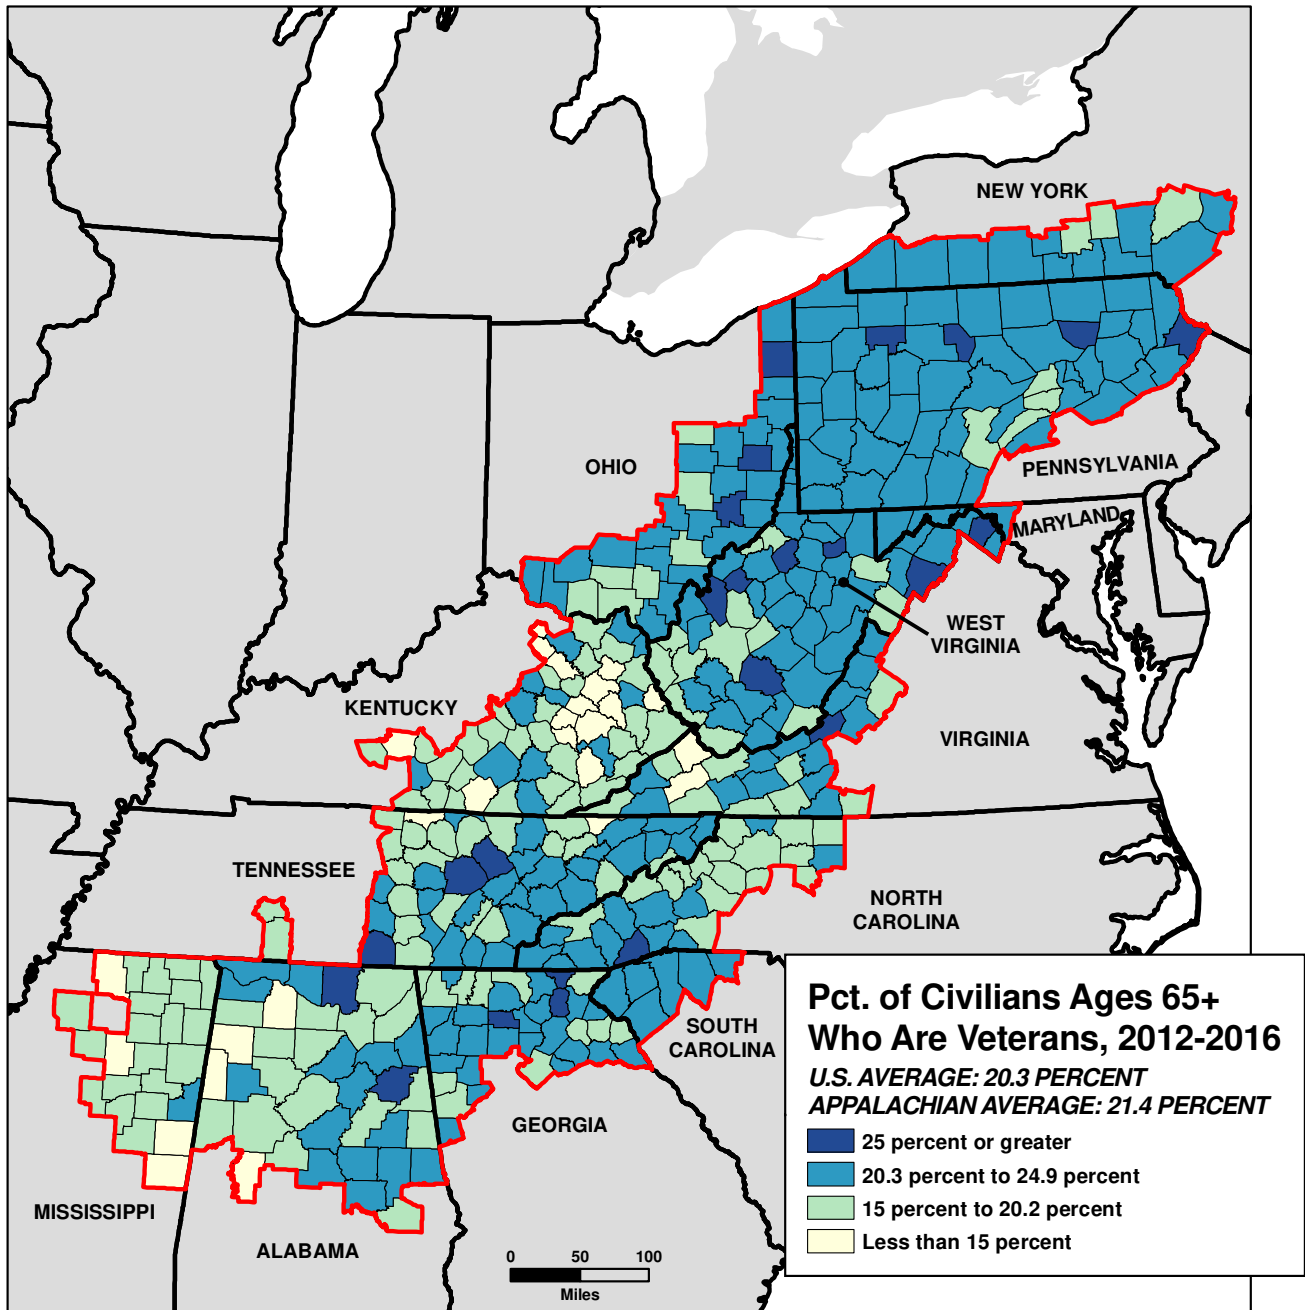 NEW YORK
OHIO
PENNSYLVANIA
MARYLAND
WEST
VIRGINIA
KENTUCKY
VIRGINIA
TENNESSEE
NORTH
CAROLINA
SOUTH
CAROLINA
GEORGIA
MISSISSIPPI
ALABAMA
0 50 100
Miles
Pct. of Civilians Ages 65+
Who Are Veterans, 2012-2016
U.S. AVERAGE: 20.3 PERCENT
APPALACHIAN AVERAGE: 21.4 PERCENT
25 percent or greater
20.3 percent to 24.9 percent
15 percent to 20.2 percent
Less than 15 percent